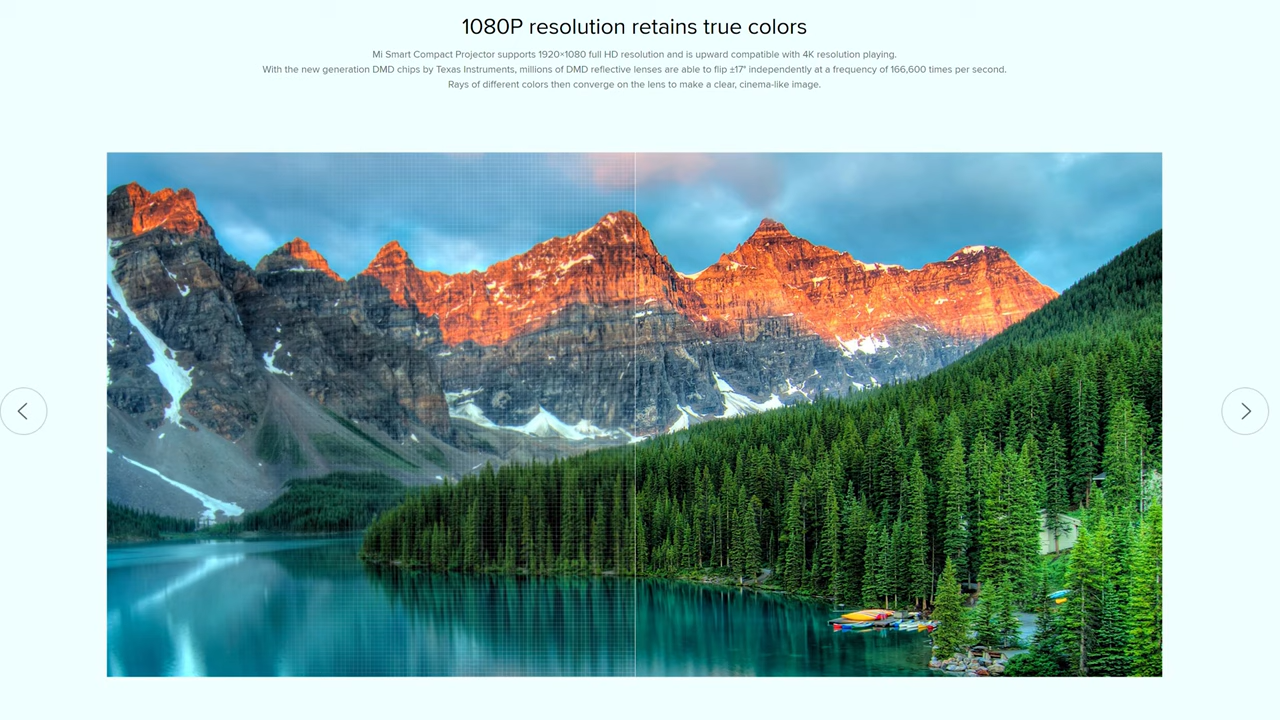 1080P resolution retains true colors
Mi Smart Compact Projector supports 1920×1080 full HD resolution and is upward compatible with 4K resolution playing.
With the new generation DMD chips by Texas Instruments, millions of DMD reflective lenses are able to flip ±17° independently at a frequency of 166,600 times per second.
Rays of different colors then converge on the lens to make a clear, cinema-like image.